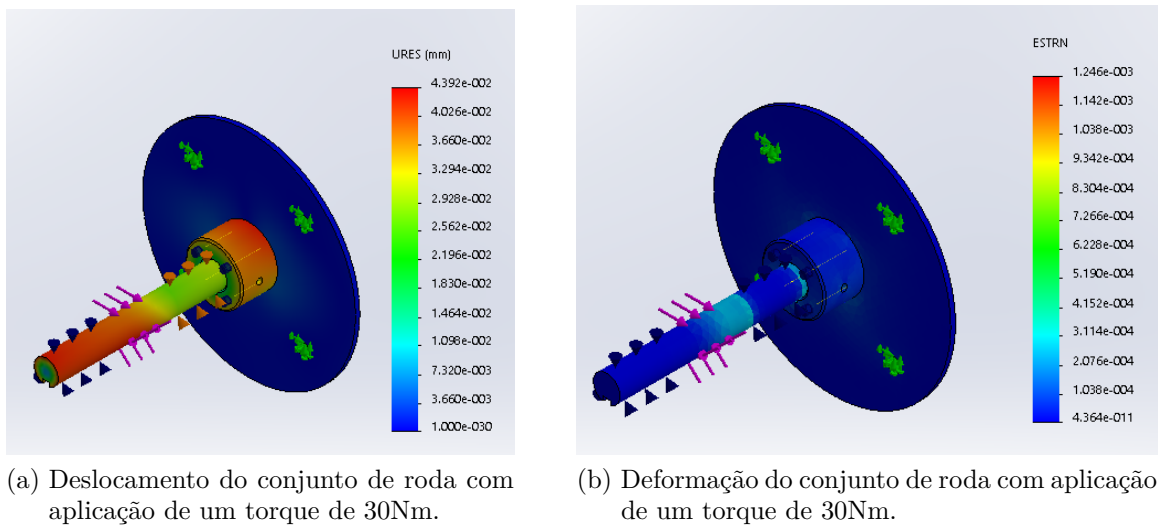 URES (mm)
4.392e-002
4.026e-002
3.660e-002
3.294e-002
2.928e-002
2.562e-002
2.196e-002
1.830e-002
1.464e-002
1.098e-002
7.320e-003
3.660e-003
1.000e-030
ESTRN
1.246e-003
1.142e-003
1.038e-003
9.342e-004
8.304e-004
7.266e-004
6.228e-004
5.190e-004
4.152e-004
3.114e-004
2.076e-004
1.038e-004
4.364e-011
(a) Deslocamento do conjunto de roda com
aplicação de um torque de 30Nm.
(b) Deformação do conjunto de roda com aplicação
de um torque de 30Nm.